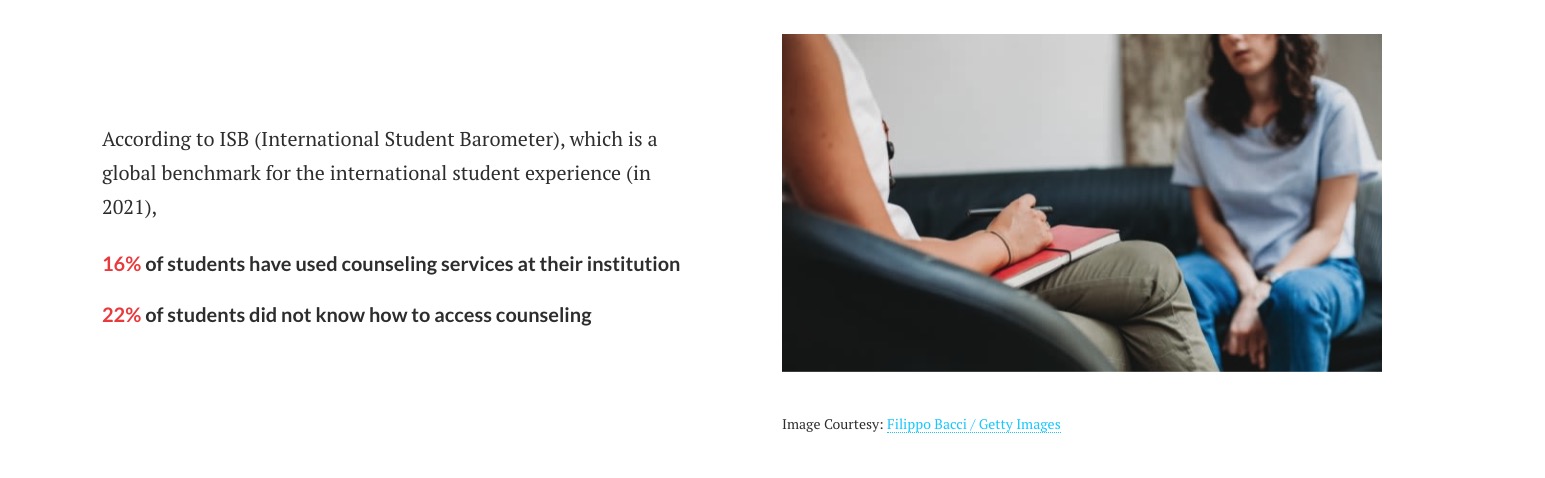 According to ISB (International Student Barometer), which is a
global benchmark for the international student experience (in
2021),
16% of students have used counseling services at their institution
22% of students did not know how to access counseling
Image Courtesy: Filippo Bacci / Getty Images